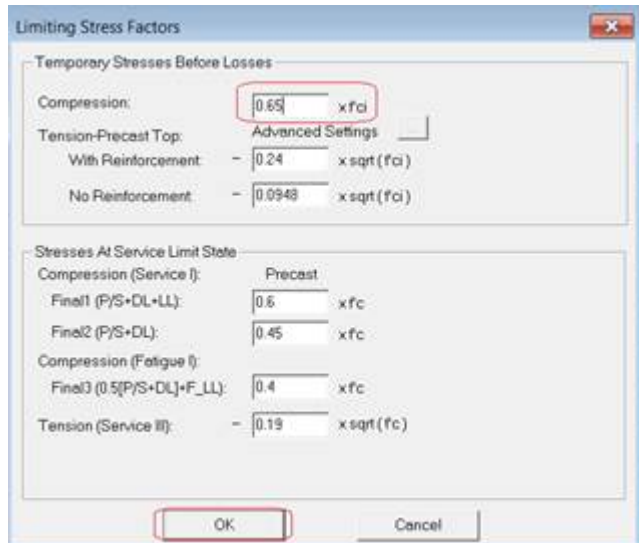 Limiting Stress Factors
Temporary Stresses Before Losses
Compression: 0.65 x fci
Tension-Precast Top: Advanced Settings ...
With Reinforcement - 0.24 x sqrt ( fci )
No Reinforcement - 0.0948 x sqrt ( fci )
Stresses At Service Limit State
Compression (Service I): Precast
Final1 (P/S+DL+LL): 0.6 x fc
Final2 (P/S+DL): 0.45 x fc
Compression (Fatigue I):
Final3 (0.5[P/S+DL]+F_LL): 0.4 x fc
Tension (Service III): - 0.19 x sqrt ( fc )
OK Cancel